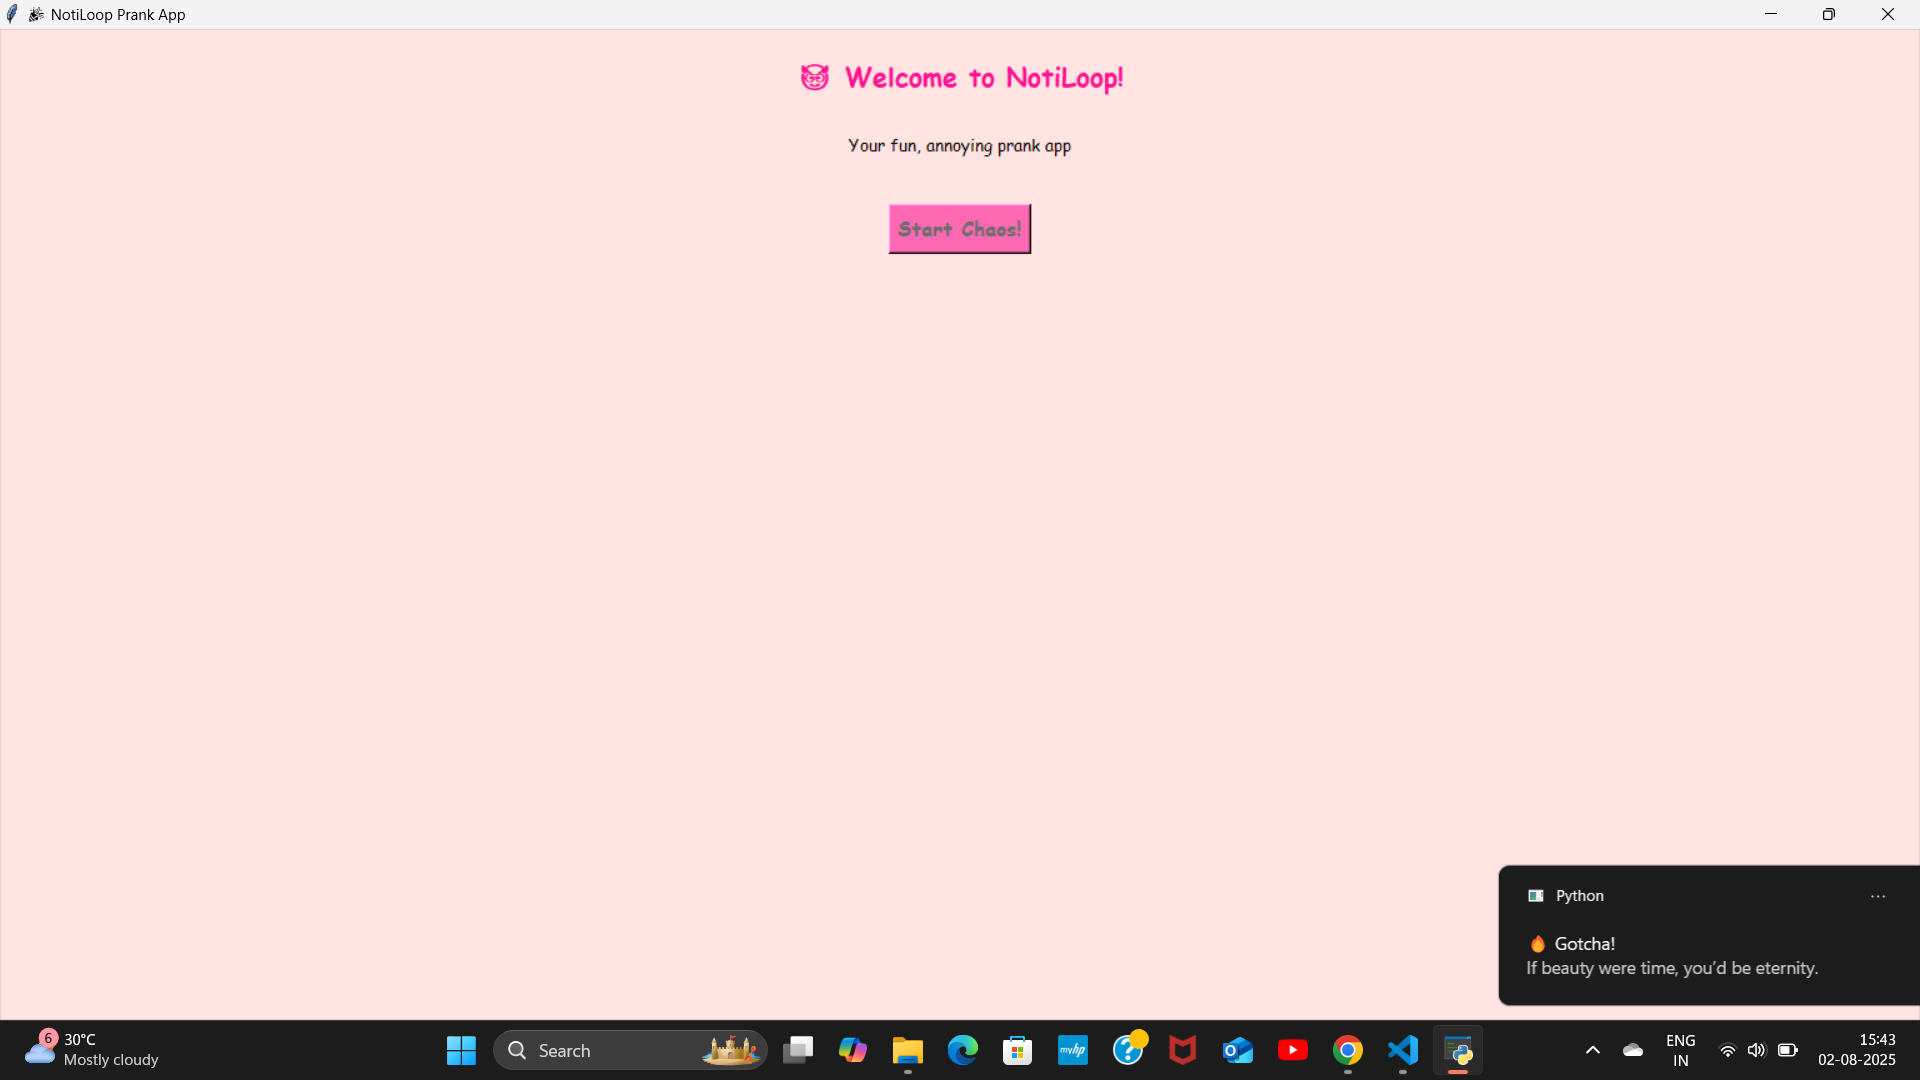 NotiLoop Prank App
Welcome to NotiLoop!
Your fun, annoying prank app
Start Chaos!
Python
Gotcha!
If beauty were time, you’d be eternity.
6
30°C
Mostly cloudy
Search
myhp
ENG
IN
15:43
02-08-2025